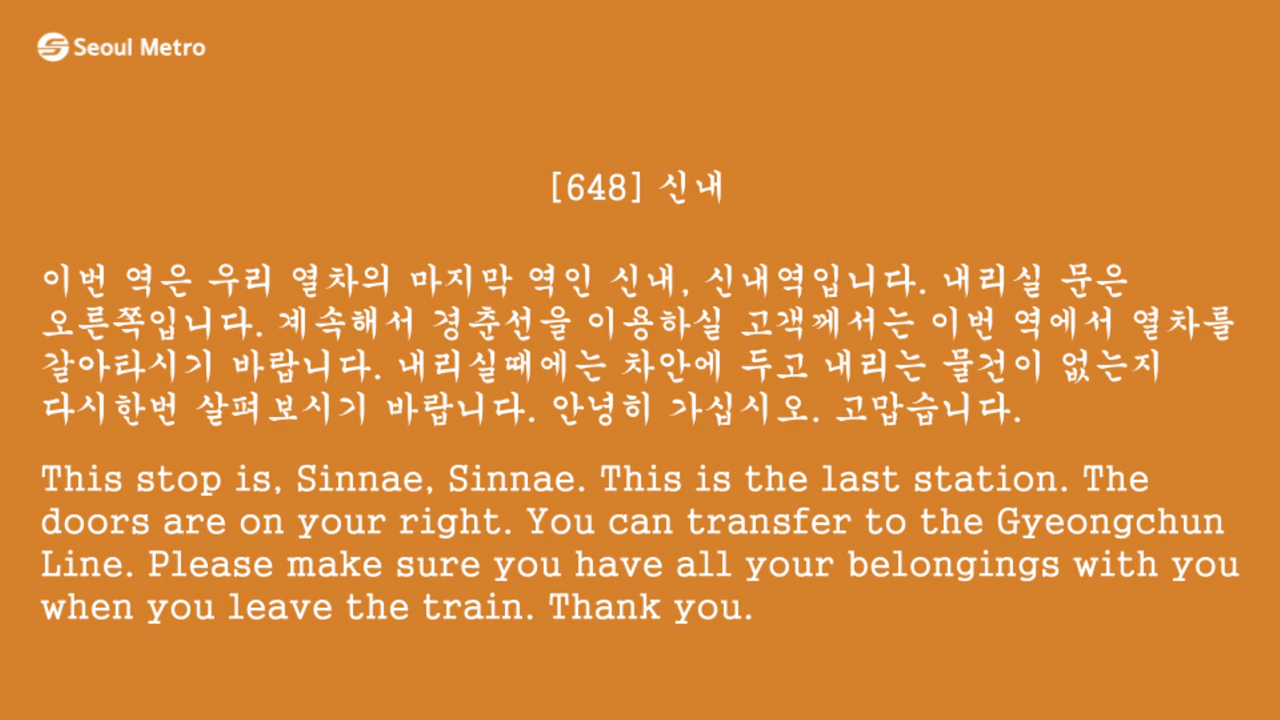 Seoul Metro
[648] 신내
이번 역은 우리 열차의 마지막 역인 신내, 신내역입니다. 내리실 문은
오른쪽입니다. 계속해서 경춘선을 이용하실 고객께서는 이번 역에서 열차를
갈아타시기 바랍니다. 내리실때에는 차안에 두고 내리는 물건이 없는지
다시한번 살펴보시기 바랍니다. 안녕히 가십시오. 고맙습니다.
This stop is, Sinnae, Sinnae. This is the last station. The
doors are on your right. You can transfer to the Gyeongchun
Line. Please make sure you have all your belongings with you
when you leave the train. Thank you.